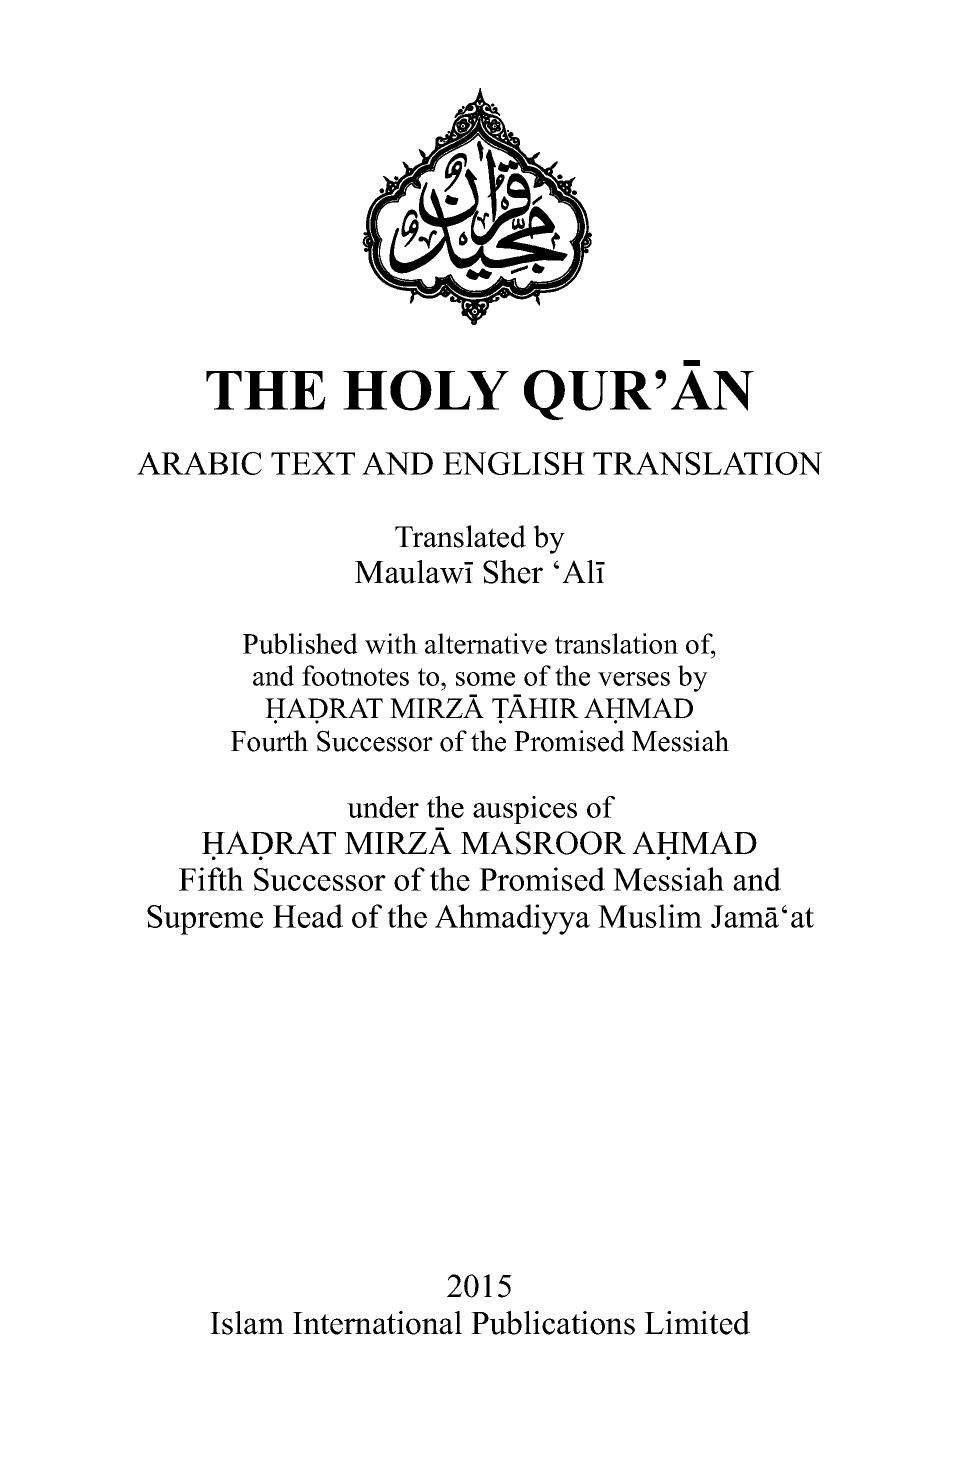 قرآن مجيد
THE HOLY QUR’ĀN
ARABIC TEXT AND ENGLISH TRANSLATION
Translated by
Maulawī Sher ‘Alī
Published with alternative translation of,
and footnotes to, some of the verses by
ḤAḌRAT MIRZĀ ṬĀHIR AḤMAD
Fourth Successor of the Promised Messiah
under the auspices of
ḤAḌRAT MIRZĀ MASROOR AḤMAD
Fifth Successor of the Promised Messiah and
Supreme Head of the Ahmadiyya Muslim Jamā‘at
2015
Islam International Publications Limited